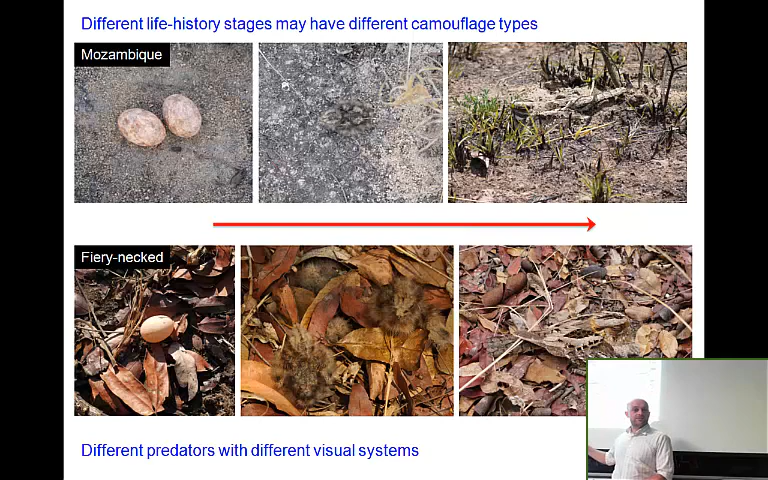 Different life-history stages may have different camouflage types
Mozambique
Fiery-necked
Different predators with different visual systems